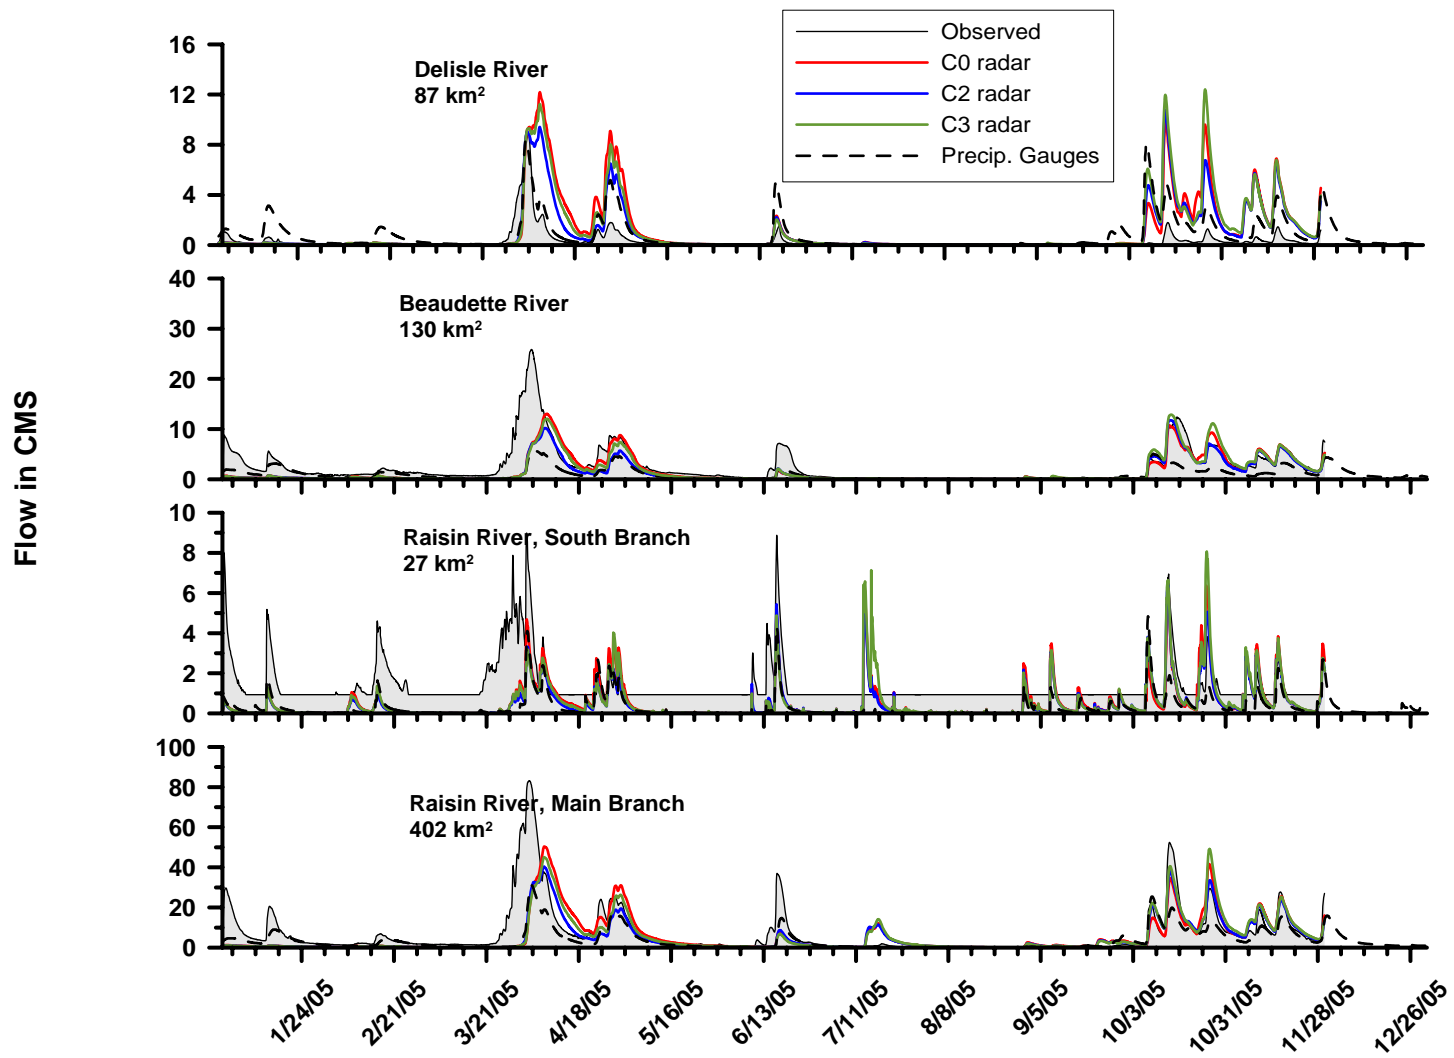 Observed
C0 radar
C2 radar
C3 radar
Precip. Gauges
Flow in CMS
16
12
8
4
0
Delisle River
87 km²
40
30
20
10
0
Beaudette River
130 km²
10
8
6
4
2
0
Raisin River, South Branch
27 km²
100
80
60
40
20
0
Raisin River, Main Branch
402 km²
1/24/05
2/21/05
3/21/05
4/18/05
5/16/05
6/13/05
7/11/05
8/8/05
9/5/05
10/3/05
10/31/05
11/28/05
12/26/05